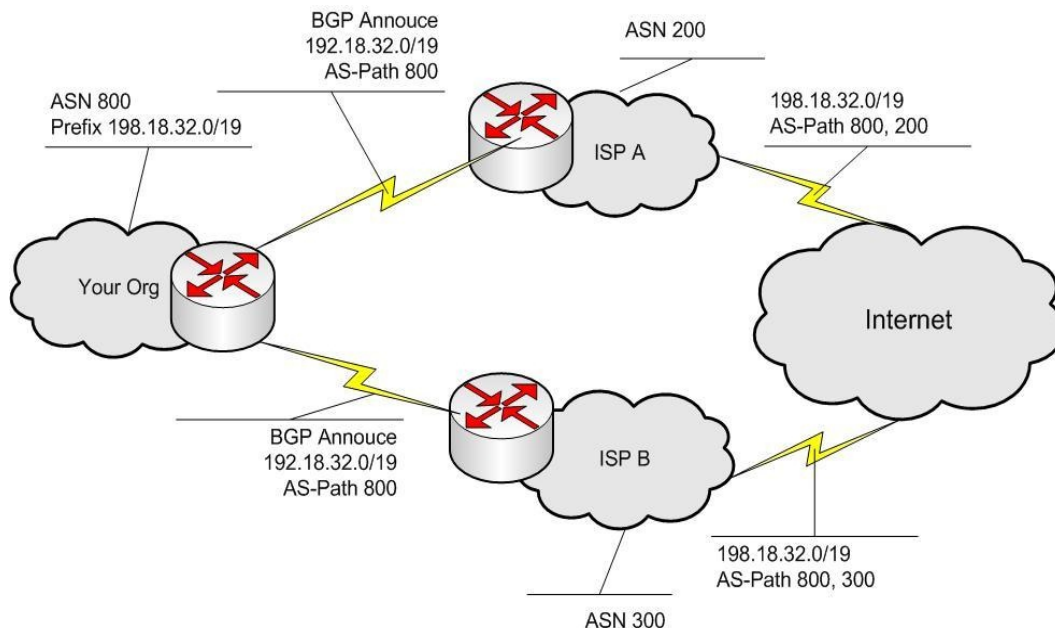 BGP Annouce
192.18.32.0/19
AS-Path 800
ASN 200
ASN 800
Prefix 198.18.32.0/19
198.18.32.0/19
AS-Path 800, 200
ISP A
Your Org
Internet
BGP Annouce
192.18.32.0/19
AS-Path 800
ISP B
198.18.32.0/19
AS-Path 800, 300
ASN 300